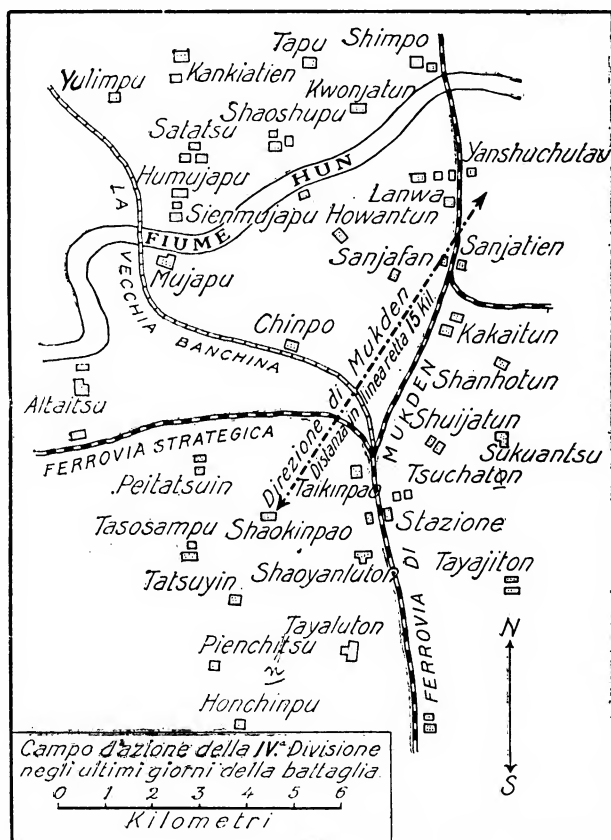 Tapu
Shimpo
Kankiatien
Yulimpu
Kwonjatun
Shaoshupu
Satatsu
Yanshuchutau
HUN
Humujapu
Lanwa
LA
Sienmujapu
Howantun
FIUME
Sanjatien
Sanjafan
Mujapu
VECCHIA
Chinpo
BANCHINA
Kakaitun
Direzione di Mukden
Distanza in linea retta 15 Kil.
Shanhotun
Altaitsu
Shuijatun
FERROVIA STRATEGICA
Sukuantsu
Peitatsuin
Taikinpao
Tsuchaton
Tasosampu
Shaokinpao
Stazione
Shaoyanluton
Tayajiton
Tatsuyin
FERROVIA DI MUKDEN
Tayaluton
N
Pienchitsu
Honchinpu
S
Campo d'azione della IV.ª Divisione
negli ultimi giorni della battaglia.
0 1 2 3 4 5 6
Kilometri